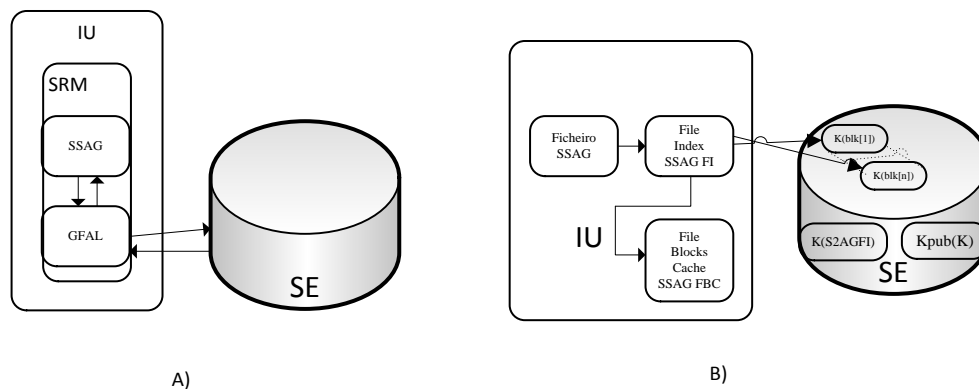 IU
SRM
SSAG
GFAL
SE
A)
Ficheiro
SSAG
File
Index
SSAG FI
IU
File
Blocks
Cache
SSAG FBC
K(blk[1])
K(blk[n])
K(S2AGFI)
Kpub(K)
SE
B)